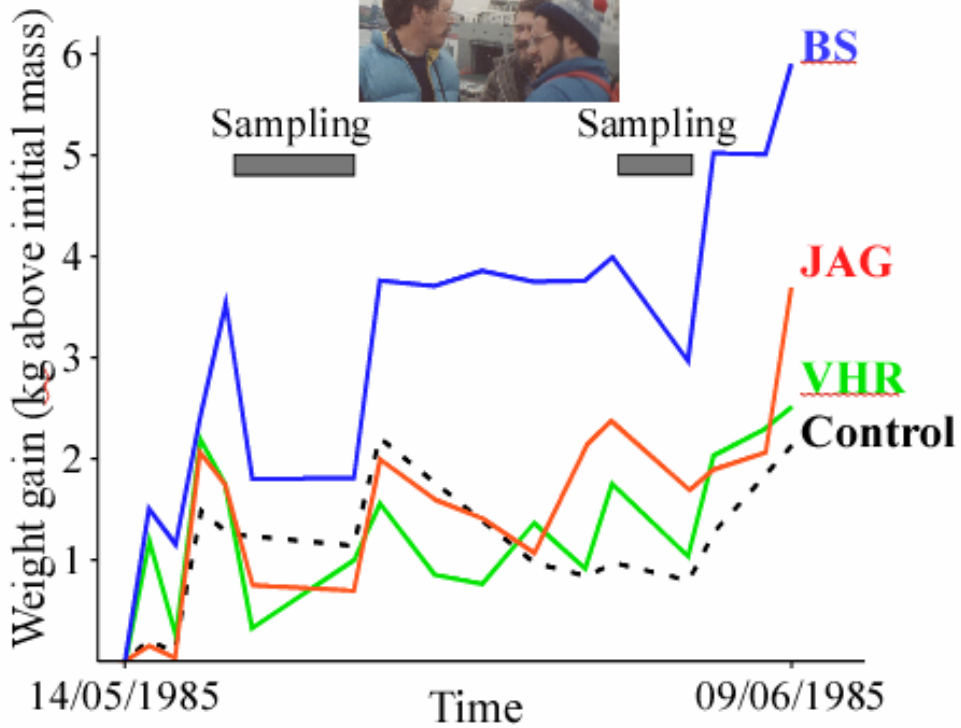 Weight gain (kg above initial mass)
6
5
4
3
2
1
Sampling
Sampling
BS
JAG
VHR
Control
14/05/1985
Time
09/06/1985